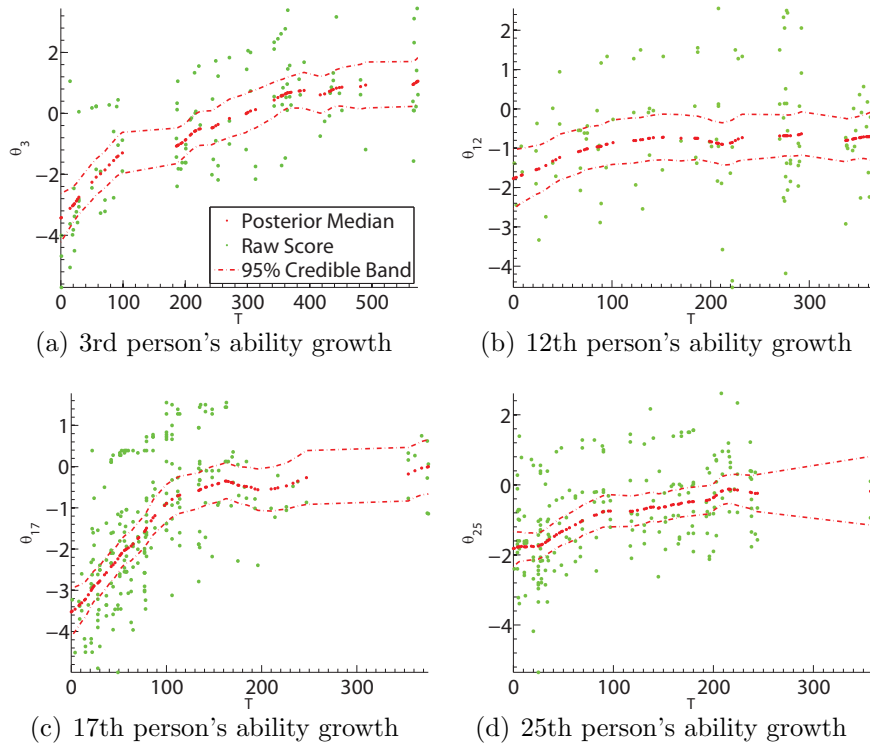 2
0
−2
−4
θ3
0 100 200 300 400 500
T
Posterior Median
Raw Score
95% Credible Band
(a) 3rd person's ability growth
2
1
0
−1
−2
−3
−4
θ12
0 100 200 300
T
(b) 12th person's ability growth
1
0
−1
−2
−3
−4
θ17
0 100 200 300
T
(c) 17th person's ability growth
2
0
−2
−4
θ25
0 100 200 300
T
(d) 25th person's ability growth